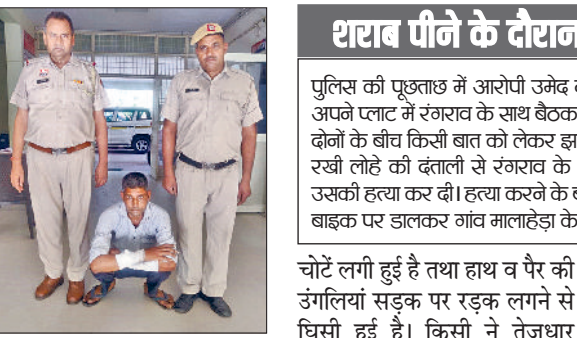 शराब पीने के दौरान
पुलिस की पूछताछ में आरोपी उमेद
अपने प्लाट में रंगराव के साथ बैठक
दोनों के बीच किसी बात को लेकर
रखी लोहे की दंताली से रंगराव के
उसकी हत्या कर दी। हत्या करने के
बाइक पर डालकर गांव मालाहेड़ा के
चोटें लगी हुई है तथा हाथ व पैर की
उंगलियां सड़क पर रड़क लगने से
घिसी हुई है। किसी ने तेजधार